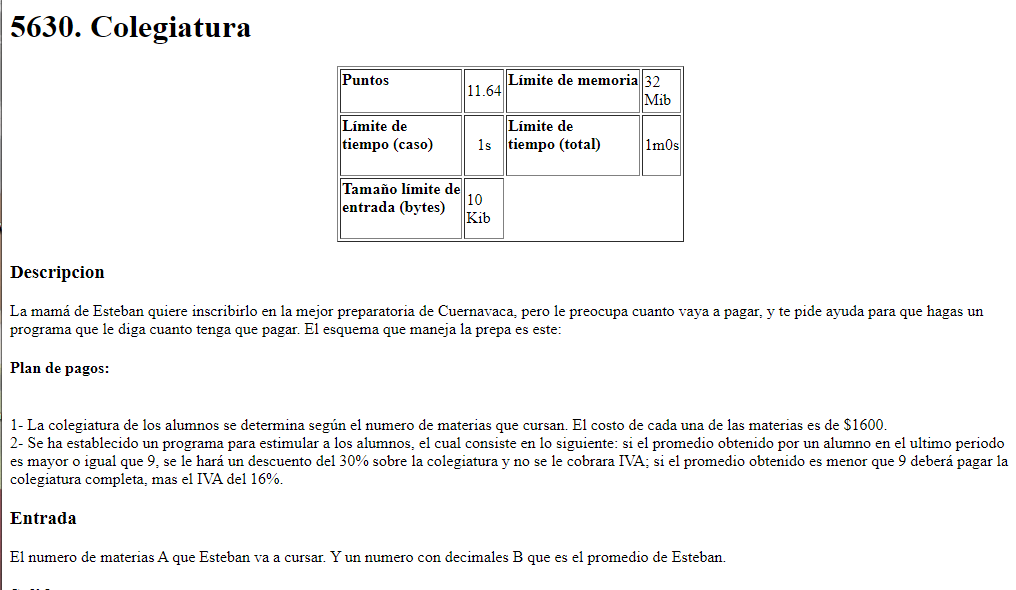 5630. Colegiatura
Puntos 11.64 Límite de memoria 32
Mib
Límite de
tiempo (caso) 1s Límite de
tiempo (total) 1m0s
Tamaño límite de
entrada (bytes) 10
Kib
Descripcion
La mamá de Esteban quiere inscribirlo en la mejor preparatoria de Cuernavaca, pero le preocupa cuanto vaya a pagar, y te pide ayuda para que hagas un
programa que le diga cuanto tenga que pagar. El esquema que maneja la prepa es este:
Plan de pagos:
1- La colegiatura de los alumnos se determina según el numero de materias que cursan. El costo de cada una de las materias es de $1600.
2- Se ha establecido un programa para estimular a los alumnos, el cual consiste en lo siguiente: si el promedio obtenido por un alumno en el ultimo periodo
es mayor o igual que 9, se le hará un descuento del 30% sobre la colegiatura y no se le cobrara IVA; si el promedio obtenido es menor que 9 deberá pagar la
colegiatura completa, mas el IVA del 16%.
Entrada
El numero de materias A que Esteban va a cursar. Y un numero con decimales B que es el promedio de Esteban.